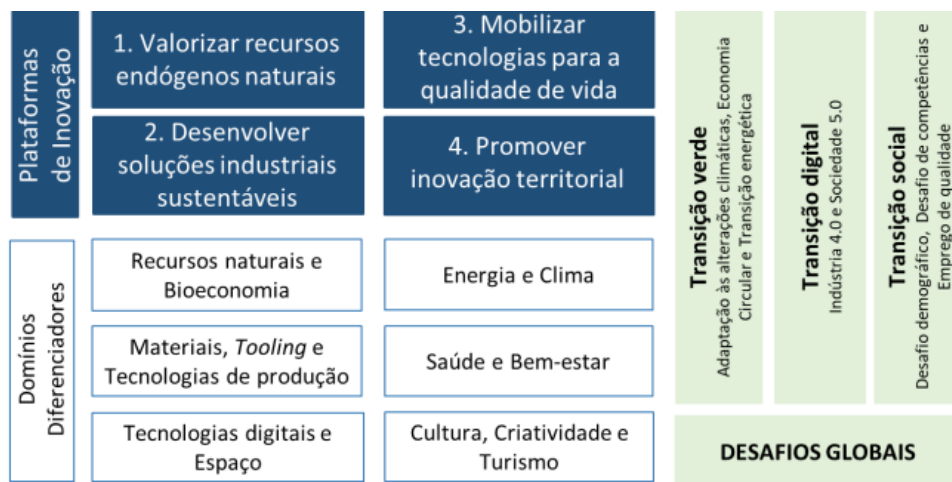 Plataformas
de Inovação
1. Valorizar recursos
endógenos naturais
3. Mobilizar
tecnologias para a
qualidade de vida
2. Desenvolver
soluções industriais
sustentáveis
4. Promover
inovação territorial
Domínios
Diferenciadores
Recursos naturais e
Bioeconomia
Energia e Clima
Materiais, Tooling e
Tecnologias de produção
Saúde e Bem-estar
Tecnologias digitais e
Espaço
Cultura, Criatividade e
Turismo
Transição verde
Adaptação às alterações climáticas, Economia
Circular e Transição energética
Transição digital
Indústria 4.0 e Sociedade 5.0
Transição social
Desafio demográfico, Desafio de competências e
Emprego de qualidade
DESAFIOS GLOBAIS